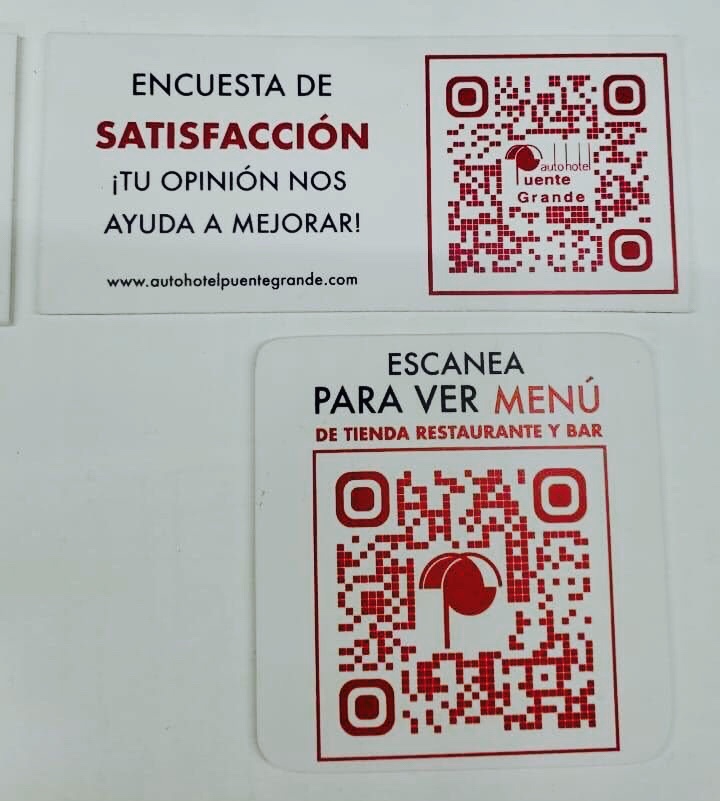 ENCUESTA DE
SATISFACCIÓN
¡TU OPINIÓN NOS
AYUDA A MEJORAR!
www.autohotelpuentegrande.com
auto hotel
Puente
Grande
ESCANEA
PARA VER MENÚ
DE TIENDA RESTAURANTE Y BAR